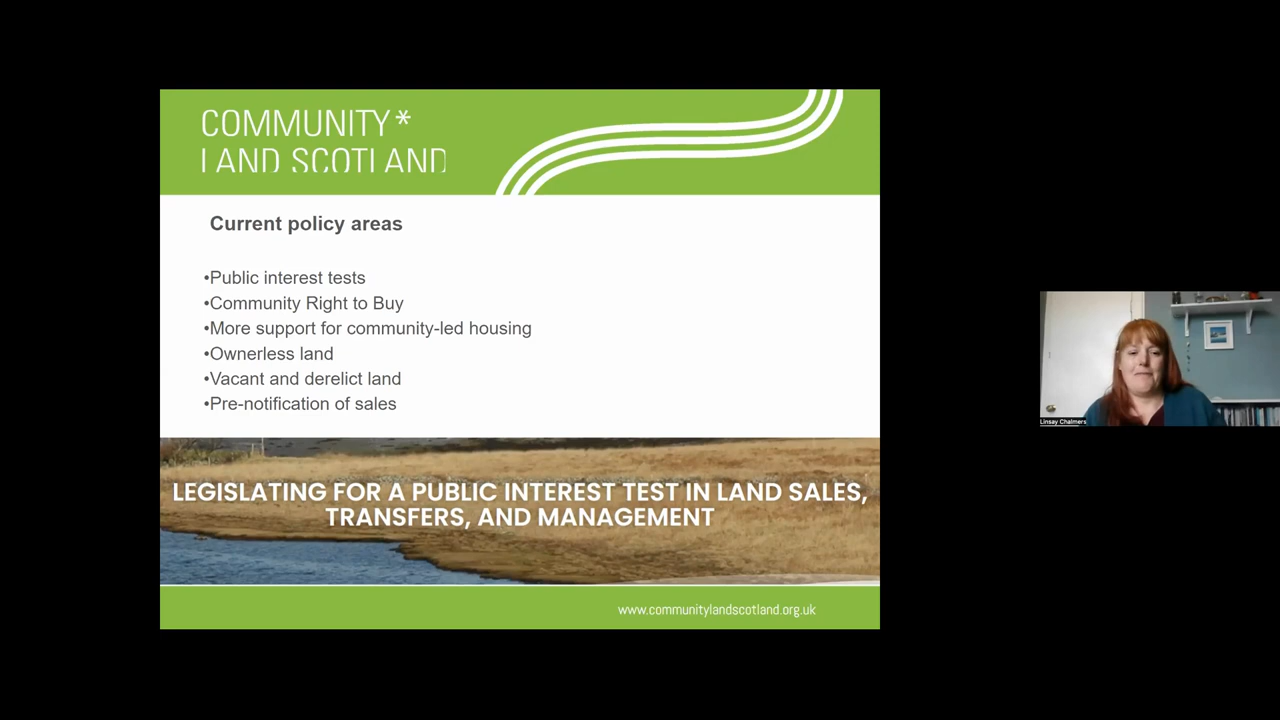 COMMUNITY*
LAND SCOTLAND
Current policy areas
•Public interest tests
•Community Right to Buy
•More support for community-led housing
•Ownerless land
•Vacant and derelict land
•Pre-notification of sales
LEGISLATING FOR A PUBLIC INTEREST TEST IN LAND SALES,
TRANSFERS, AND MANAGEMENT
www.communitylandscotland.org.uk
Linsay Chalmers